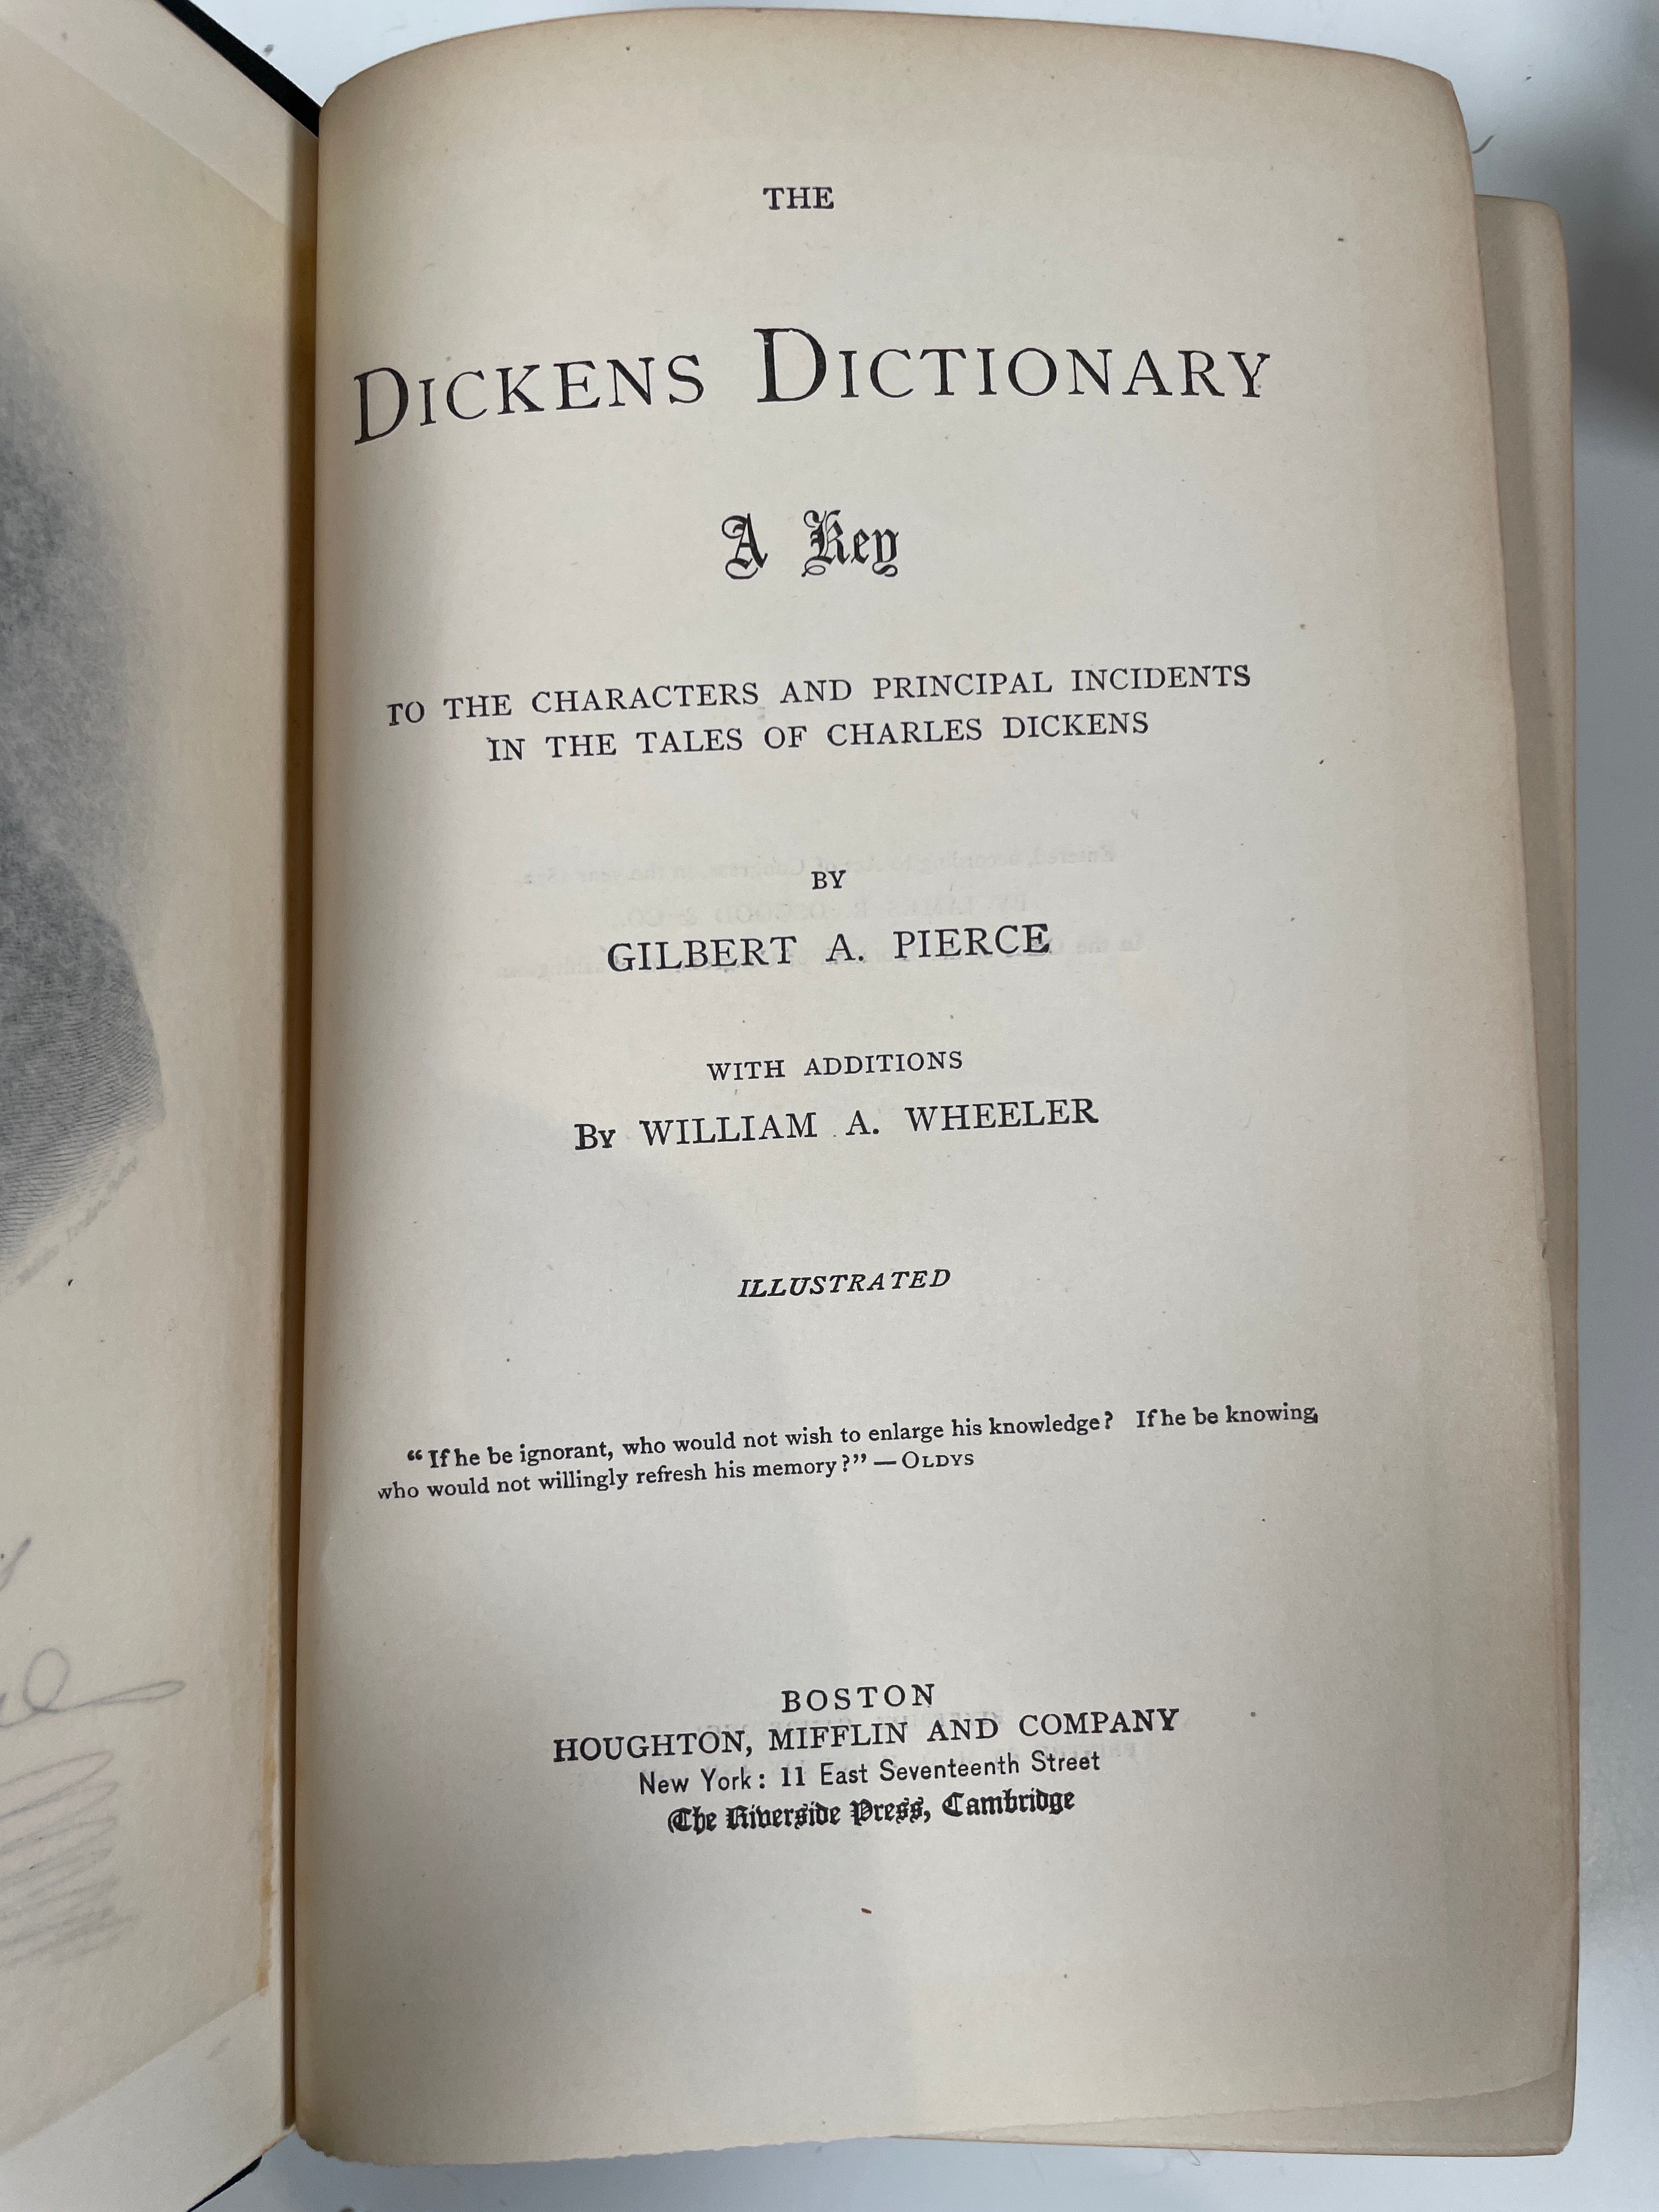 THE
DICKENS DICTIONARY
A Key
TO THE CHARACTERS AND PRINCIPAL INCIDENTS
IN THE TALES OF CHARLES DICKENS
BY
GILBERT A. PIERCE
WITH ADDITIONS
By WILLIAM A. WHEELER
ILLUSTRATED
“If he be ignorant, who would not wish to enlarge his knowledge? If he be knowing,
who would not willingly refresh his memory?” — OLDYS
BOSTON
HOUGHTON, MIFFLIN AND COMPANY
New York: 11 East Seventeenth Street
The Riverside Press, Cambridge